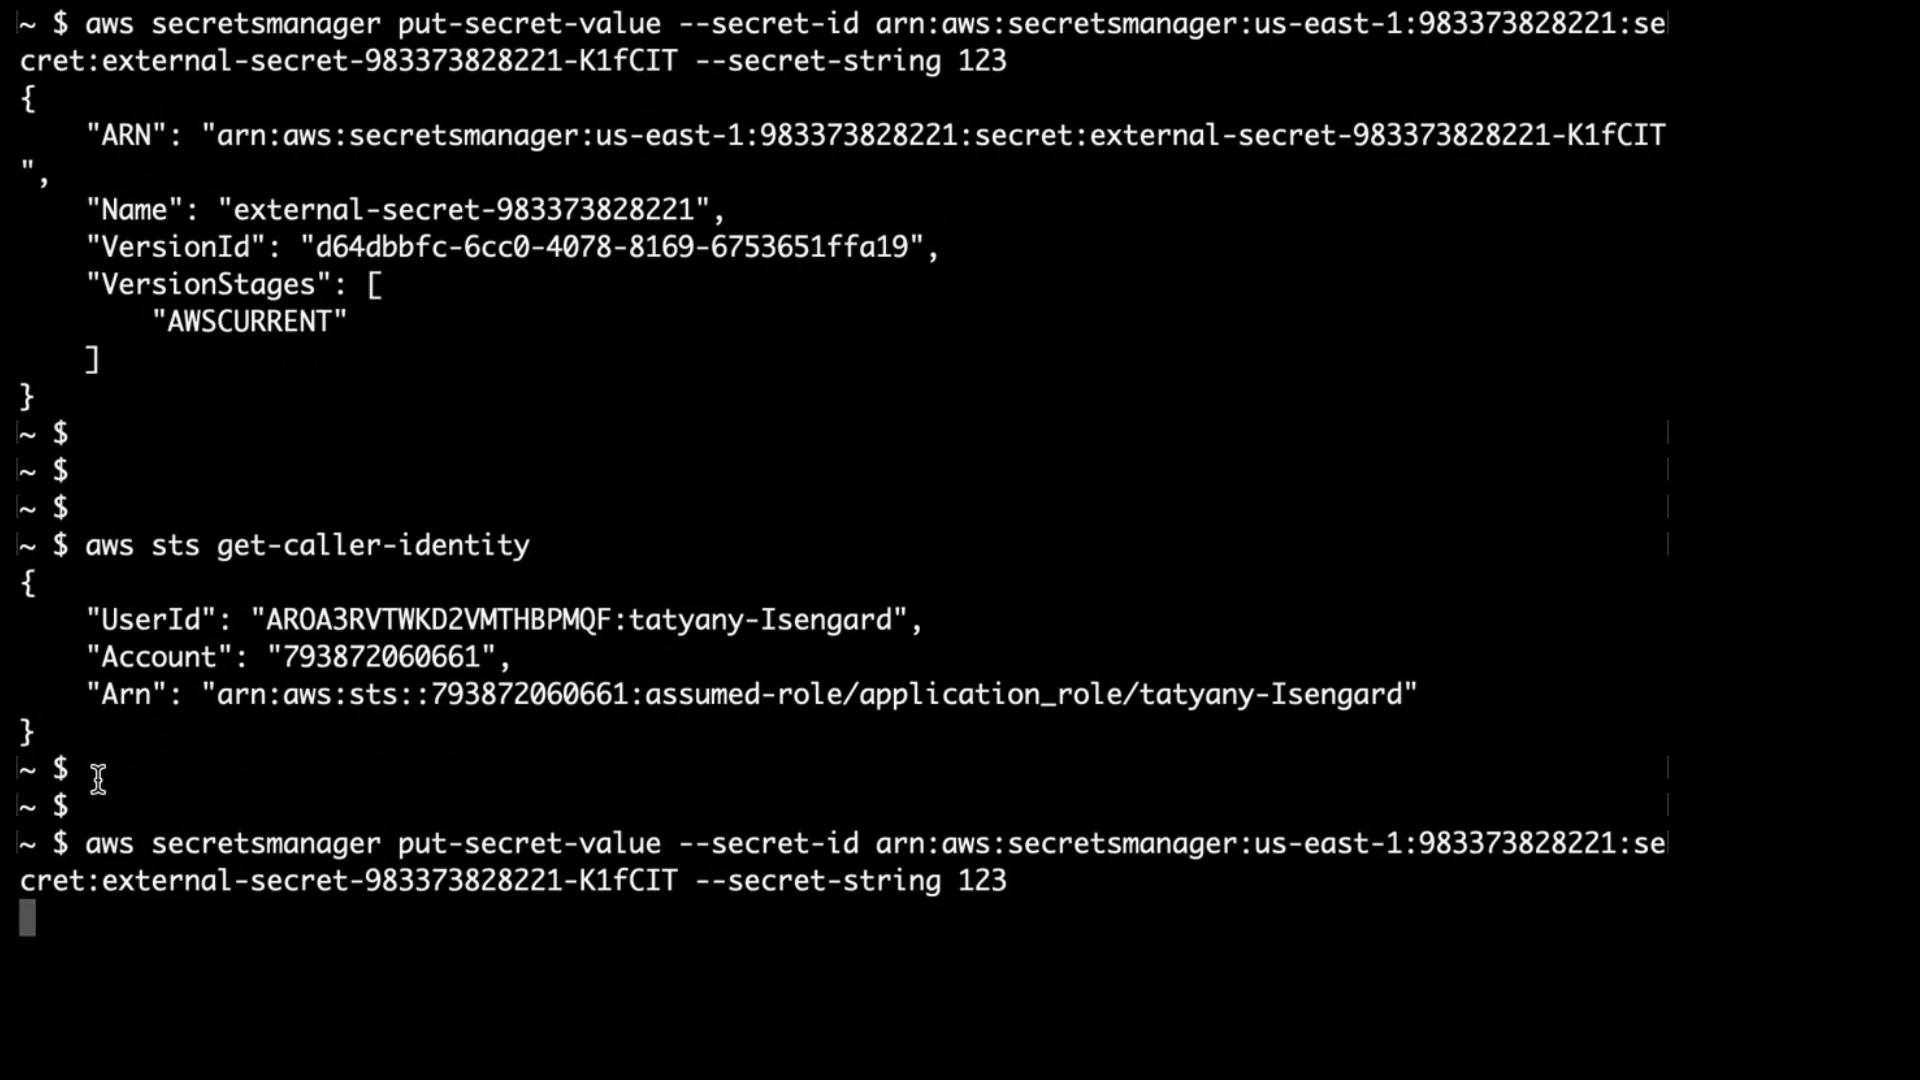 ~ $ aws secretsmanager put-secret-value --secret-id arn:aws:secretsmanager:us-east-1:983373828221:se
cret:external-secret-983373828221-K1fCIT --secret-string 123
{
    "ARN": "arn:aws:secretsmanager:us-east-1:983373828221:secret:external-secret-983373828221-K1fCIT
",
    "Name": "external-secret-983373828221",
    "VersionId": "d64dbbfc-6cc0-4078-8169-6753651ffa19",
    "VersionStages": [
        "AWSCURRENT"
    ]
}
~ $
~ $
~ $
~ $ aws sts get-caller-identity
{
    "UserId": "AROA3RVTWKD2VMTHBPMQF:tatyany-Isengard",
    "Account": "793872060661",
    "Arn": "arn:aws:sts::793872060661:assumed-role/application_role/tatyany-Isengard"
}
~ $
~ $
~ $ aws secretsmanager put-secret-value --secret-id arn:aws:secretsmanager:us-east-1:983373828221:se
cret:external-secret-983373828221-K1fCIT --secret-string 123